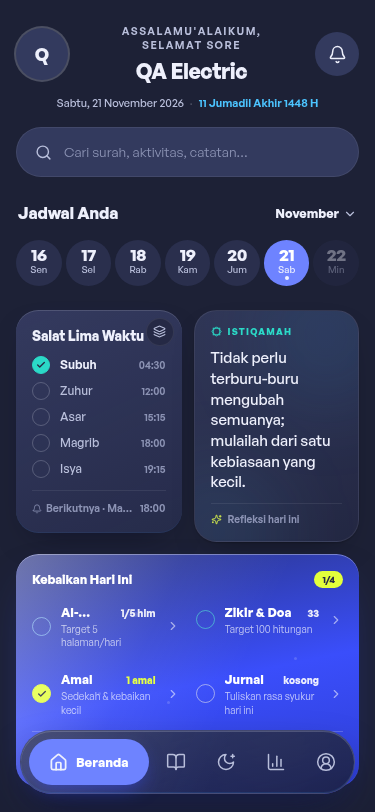 Q
ASSALAMU'ALAIKUM,
SELAMAT SORE
QA Electric
Sabtu, 21 November 2026 · 11 Jumadil Akhir 1448 H
Cari surah, aktivitas, catatan...
Jadwal Anda
November
16 17 18 19 20 21 22
Sen Sel Rab Kam Jum Sab Min
Salat Lima Waktu
Subuh 04:30
Zuhur 12:00
Asar 15:15
Magrib 18:00
Isya 19:15
Berikutnya · Ma... 18:00
ISTIQAMAH
Tidak perlu
terburu-buru
mengubah
semuanya;
mulailah dari satu
kebiasaan yang
kecil.
Refleksi hari ini
Kebaikan Hari Ini 1/4
Al-... 1/5 hlm
Target 5
halaman/hari
Zikir & Doa 33
Target 100 hitungan
Amal 1 amal
Sedekah & kebaikan
kecil
Jurnal kosong
Tuliskan rasa syukur
hari ini
Beranda